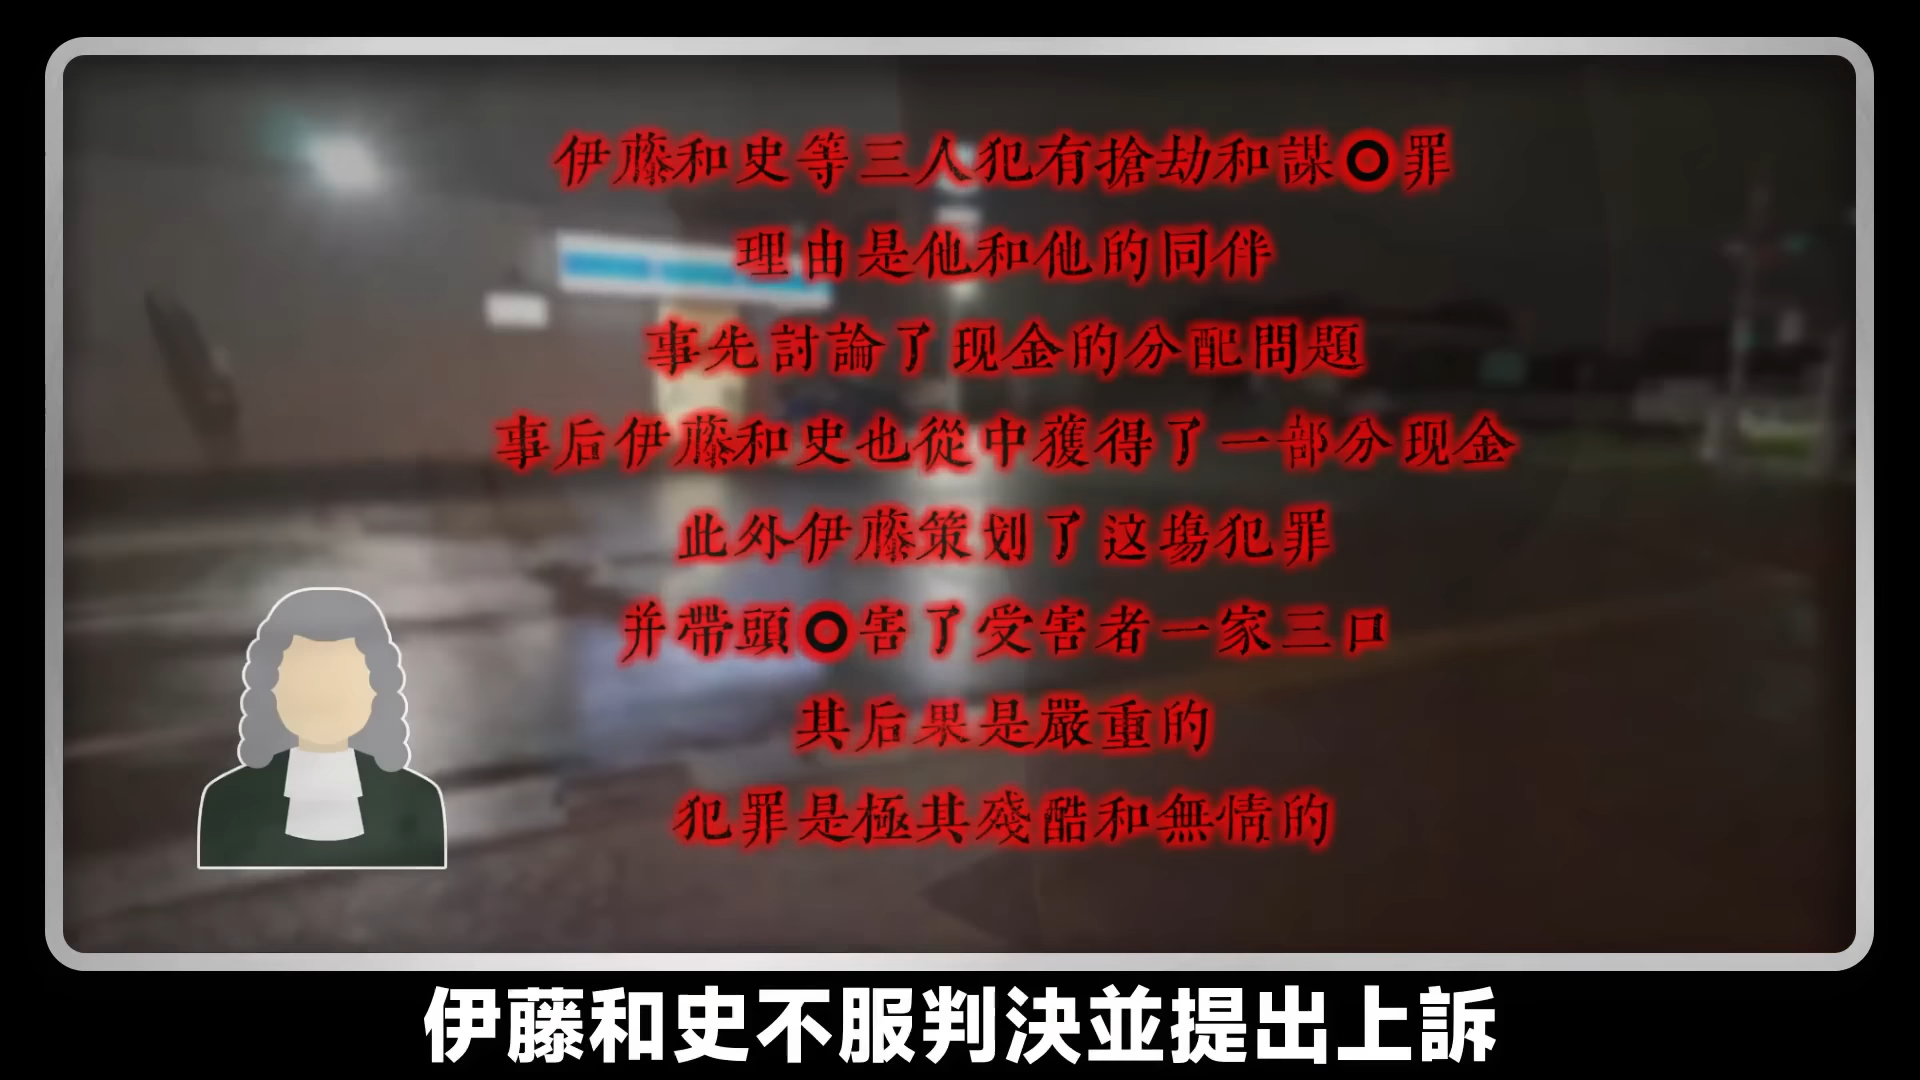 伊藤和史等三人犯有搶劫和謀⭘罪
理由是他和他的同伴
事先討論了现金的分配問題
事后伊藤和史也從中獲得了一部分现金
此外伊藤策划了这場犯罪
并帶頭⭘害了受害者一家三口
其后果是嚴重的
犯罪是極其殘酷和無情的
伊藤和史不服判決並提出上訴